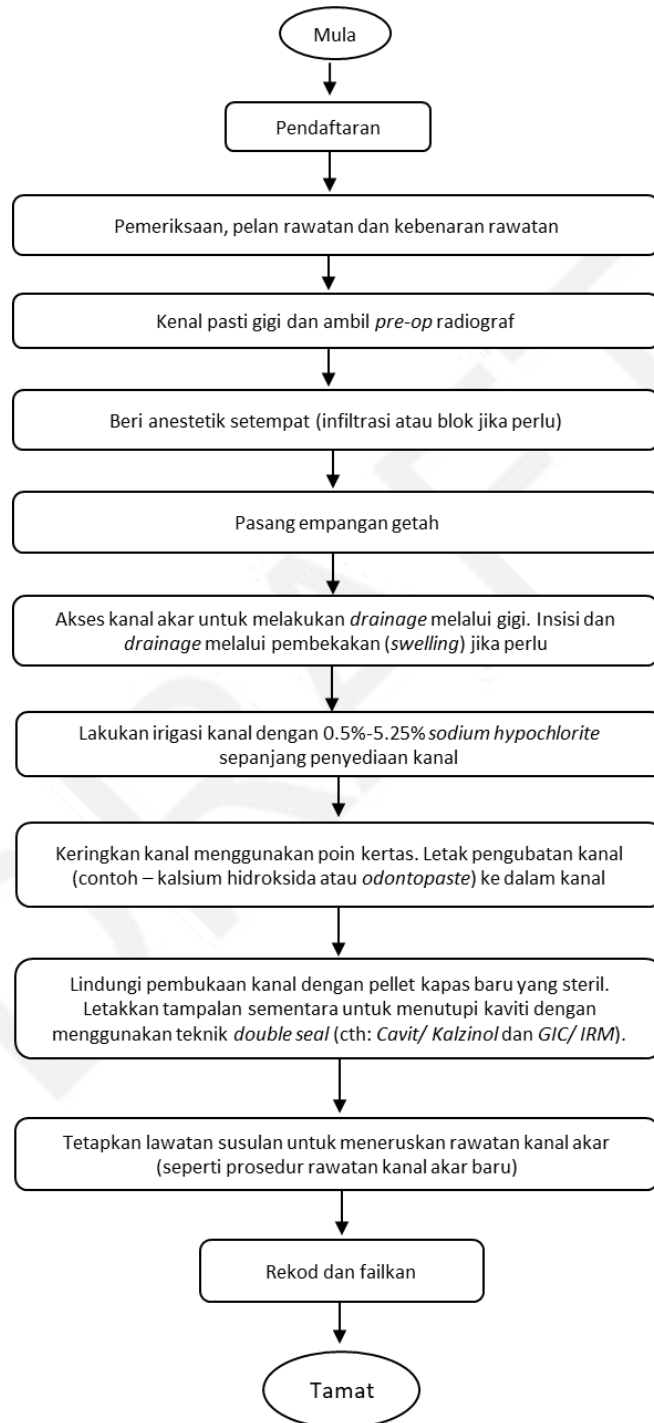 Mula
Pendaftaran
Pemeriksaan, pelan rawatan dan kebenaran rawatan
Kenal pasti gigi dan ambil pre-op radiograf
Beri anestetik setempat (infiltrasi atau blok jika perlu)
Pasang empangan getah
Akses kanal akar untuk melakukan drainage melalui gigi. Insisi dan
drainage melalui pembekakan (swelling) jika perlu
Lakukan irigasi kanal dengan 0.5%-5.25% sodium hypochlorite
sepanjang penyediaan kanal
Keringkan kanal menggunakan poin kertas. Letak pengubatan kanal
(contoh – kalsium hidroksida atau odontopaste) ke dalam kanal
Lindungi pembukaan kanal dengan pellet kapas baru yang steril.
Letakkan tampalan sementara untuk menutupi kaviti dengan
menggunakan teknik double seal (cth: Cavit/ Kalzinol dan GIC/ IRM).
Tetapkan lawatan susulan untuk meneruskan rawatan kanal akar
(seperti prosedur rawatan kanal akar baru)
Rekod dan failkan
Tamat
DRAFT